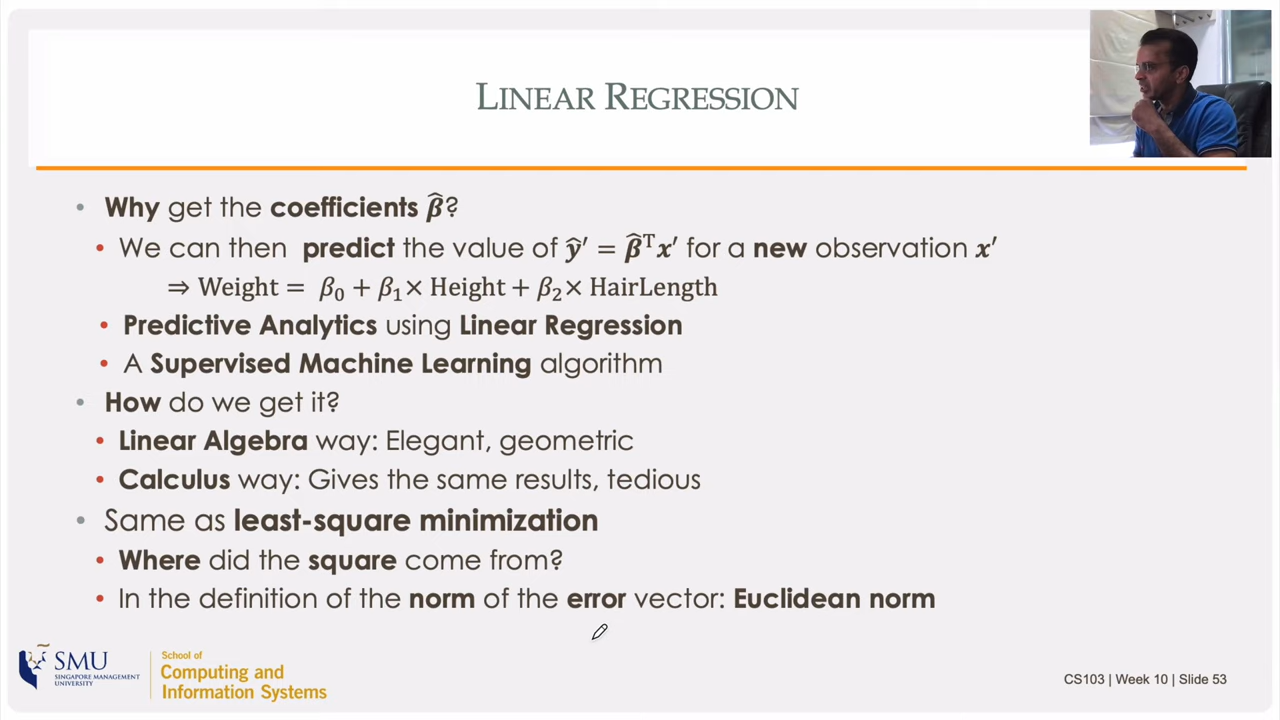 LINEAR REGRESSION
• Why get the coefficients β̂?
• We can then predict the value of ŷ′ = β̂ᵀx′ for a new observation x′
⇒ Weight = β₀ + β₁× Height + β₂× HairLength
• Predictive Analytics using Linear Regression
• A Supervised Machine Learning algorithm
• How do we get it?
• Linear Algebra way: Elegant, geometric
• Calculus way: Gives the same results, tedious
• Same as least-square minimization
• Where did the square come from?
• In the definition of the norm of the error vector: Euclidean norm
SMU
SINGAPORE MANAGEMENT
UNIVERSITY
School of
Computing and
Information Systems
CS103 | Week 10 | Slide 53